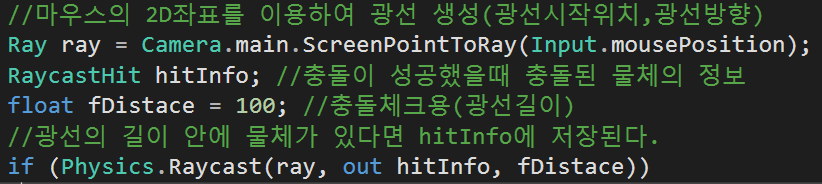 //마우스의 2D좌표를 이용하여 광선 생성(광선시작위치,광선방향)
Ray ray = Camera.main.ScreenPointToRay(Input.mousePosition);
RaycastHit hitInfo; //충돌이 성공했을때 충돌된 물체의 정보
float fDistace = 100; //충돌체크용(광선길이)
//광선의 길이 안에 물체가 있다면 hitInfo에 저장된다.
if (Physics.Raycast(ray, out hitInfo, fDistace))